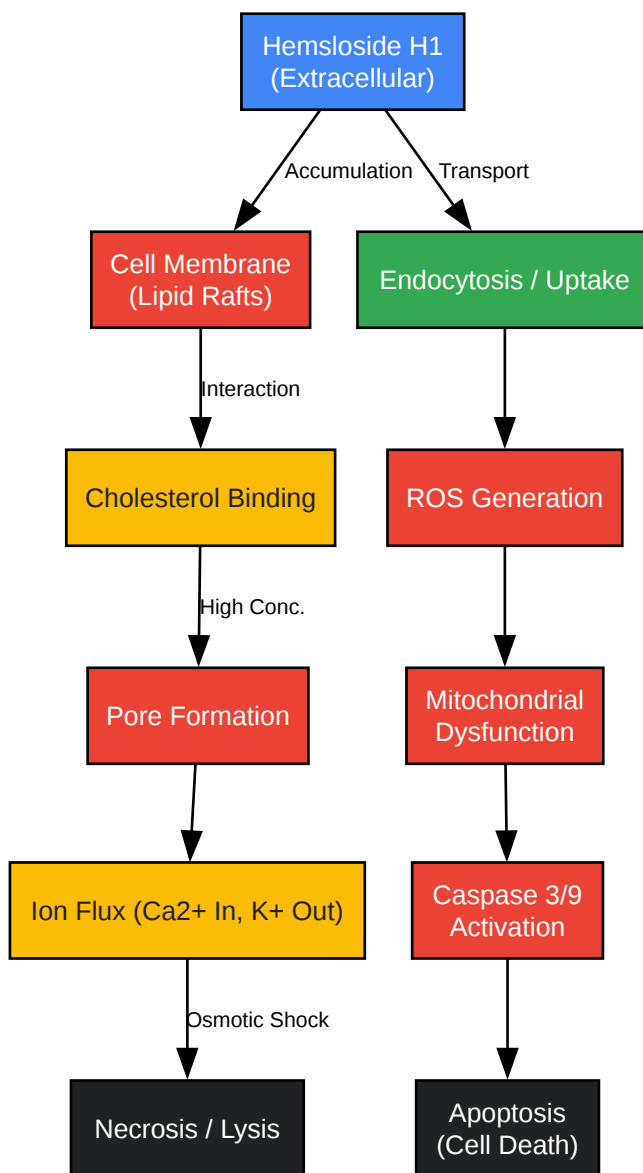 Hemsloside H1
(Extracellular)
Accumulation
Transport
Cell Membrane
(Lipid Rafts)
Endocytosis / Uptake
Interaction
Cholesterol Binding
ROS Generation
High Conc.
Pore Formation
Mitochondrial
Dysfunction
Ion Flux (Ca2+ In, K+ Out)
Caspase 3/9
Activation
Osmotic Shock
Necrosis / Lysis
Apoptosis
(Cell Death)